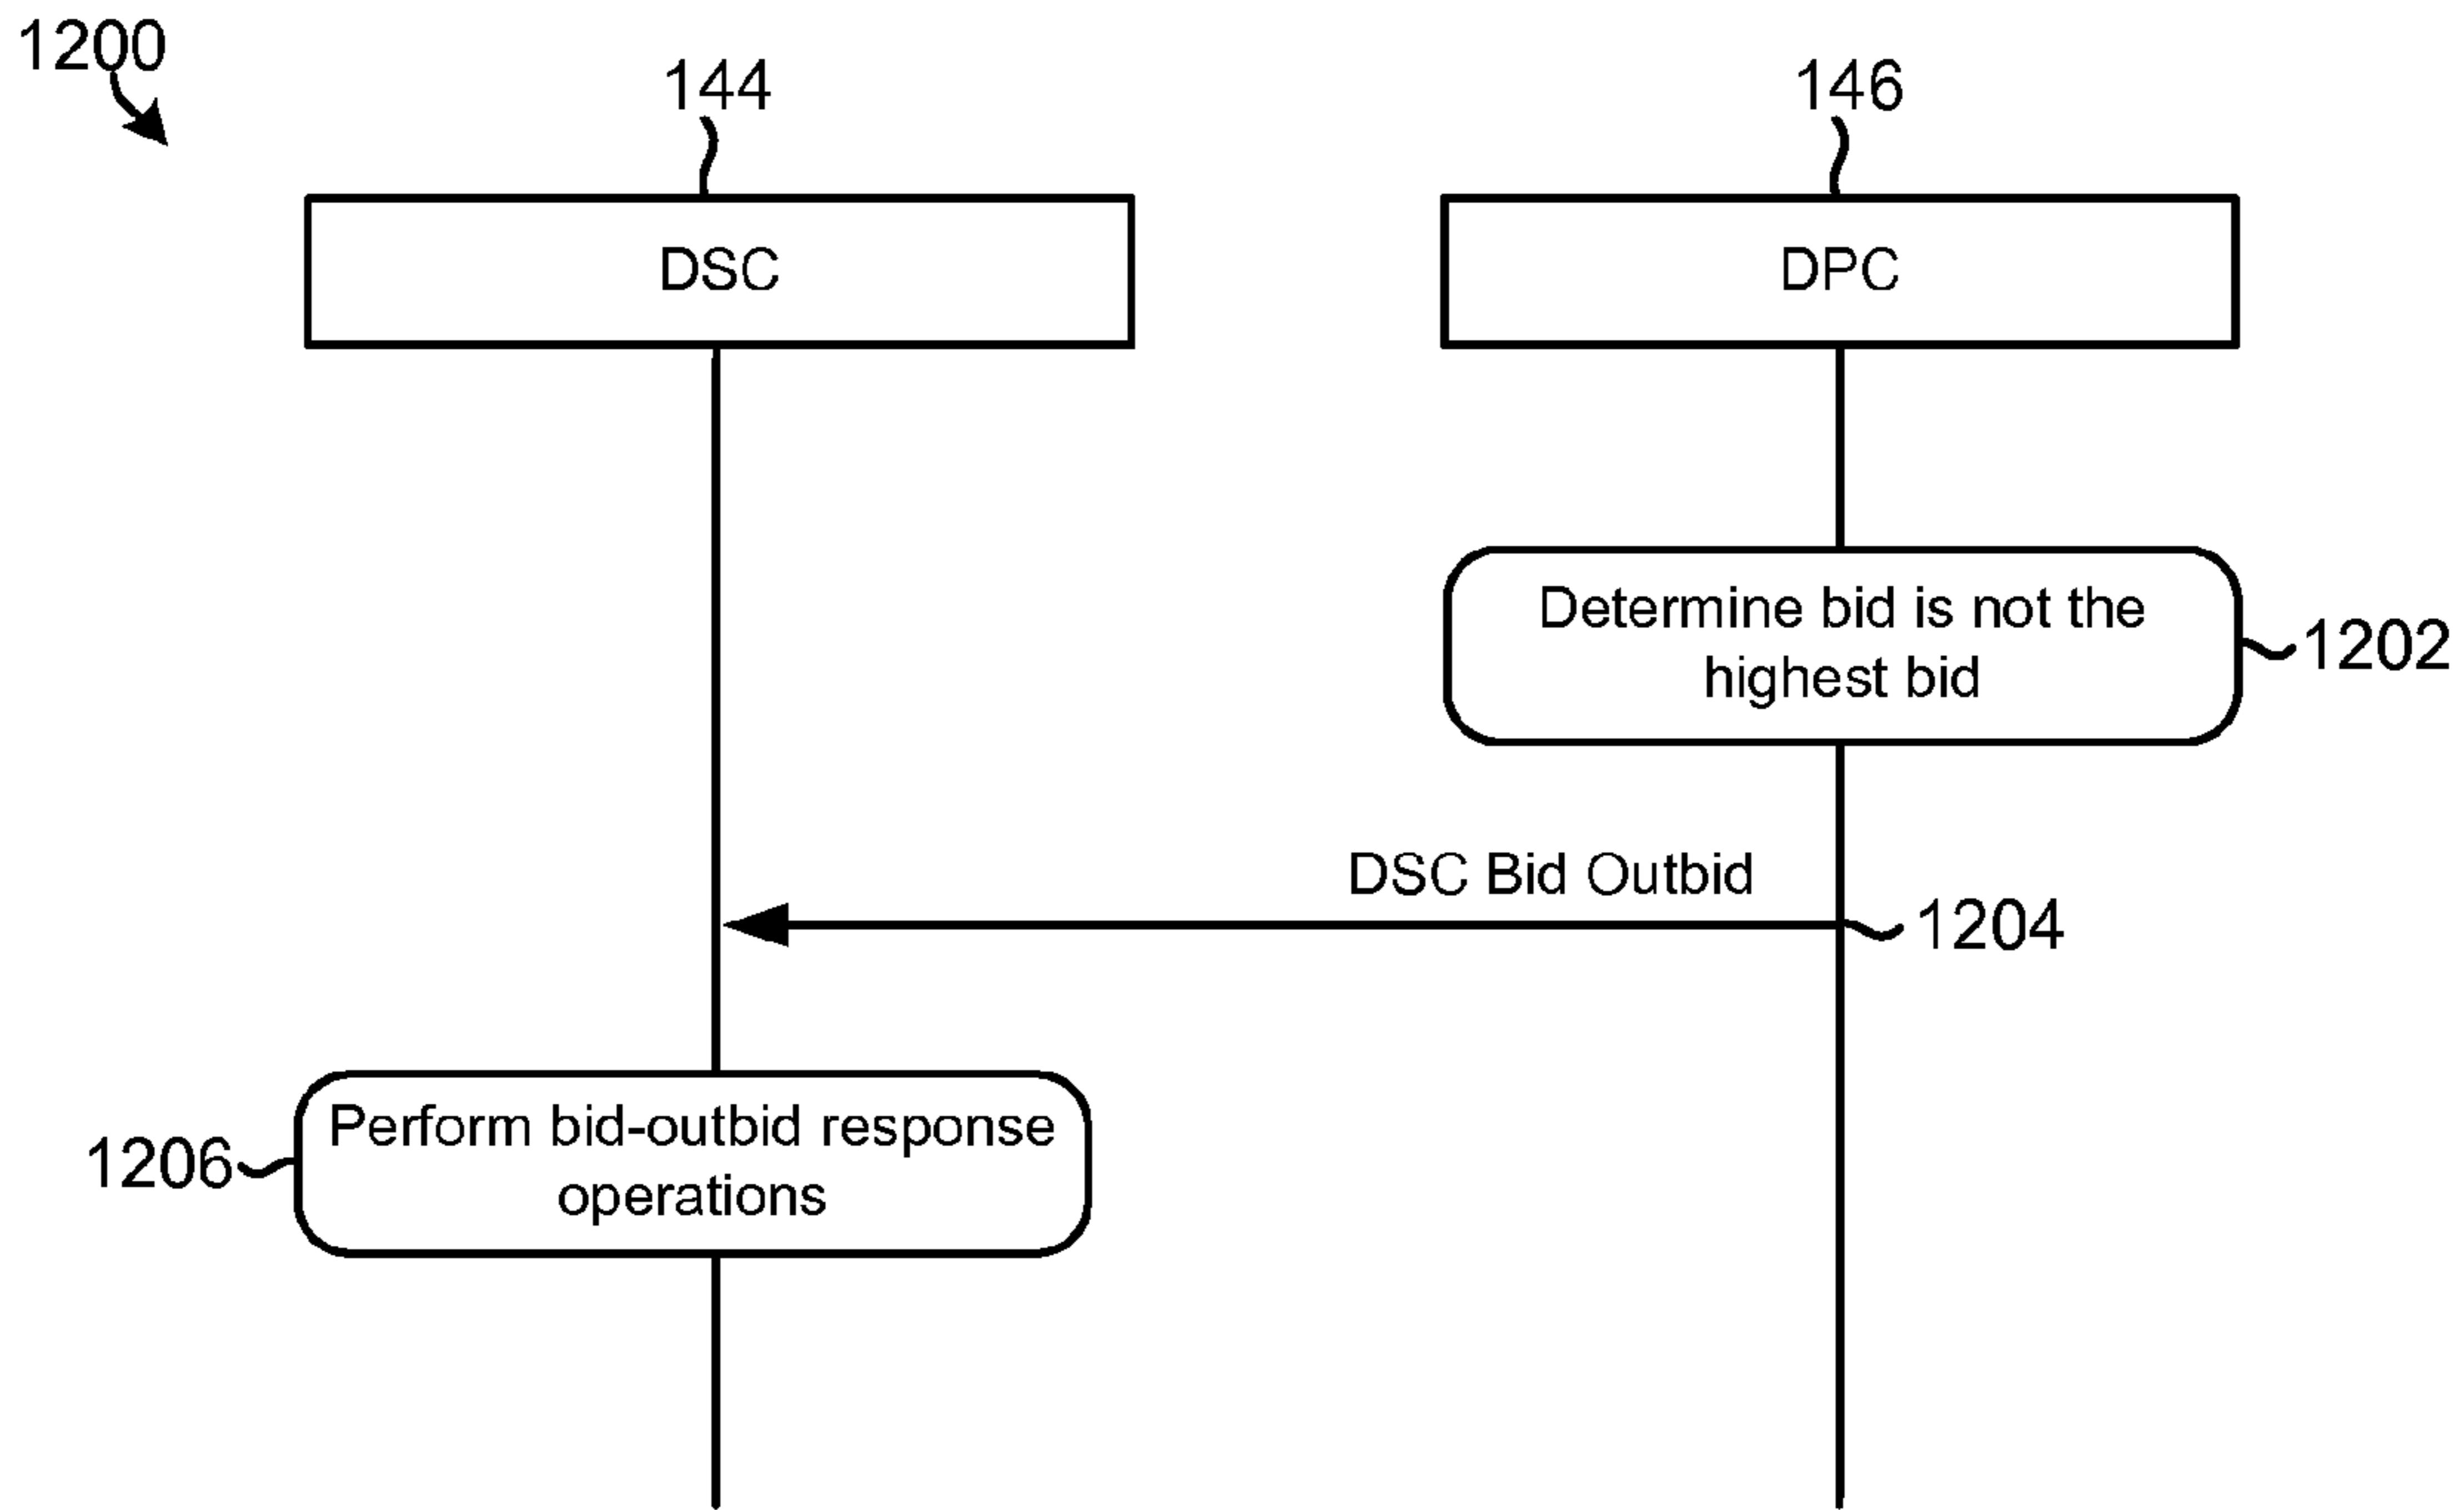 1200
144
146
DSC
DPC
Determine bid is not the
highest bid
1202
DSC Bid Outbid
1204
Perform bid-outbid response
operations
1206